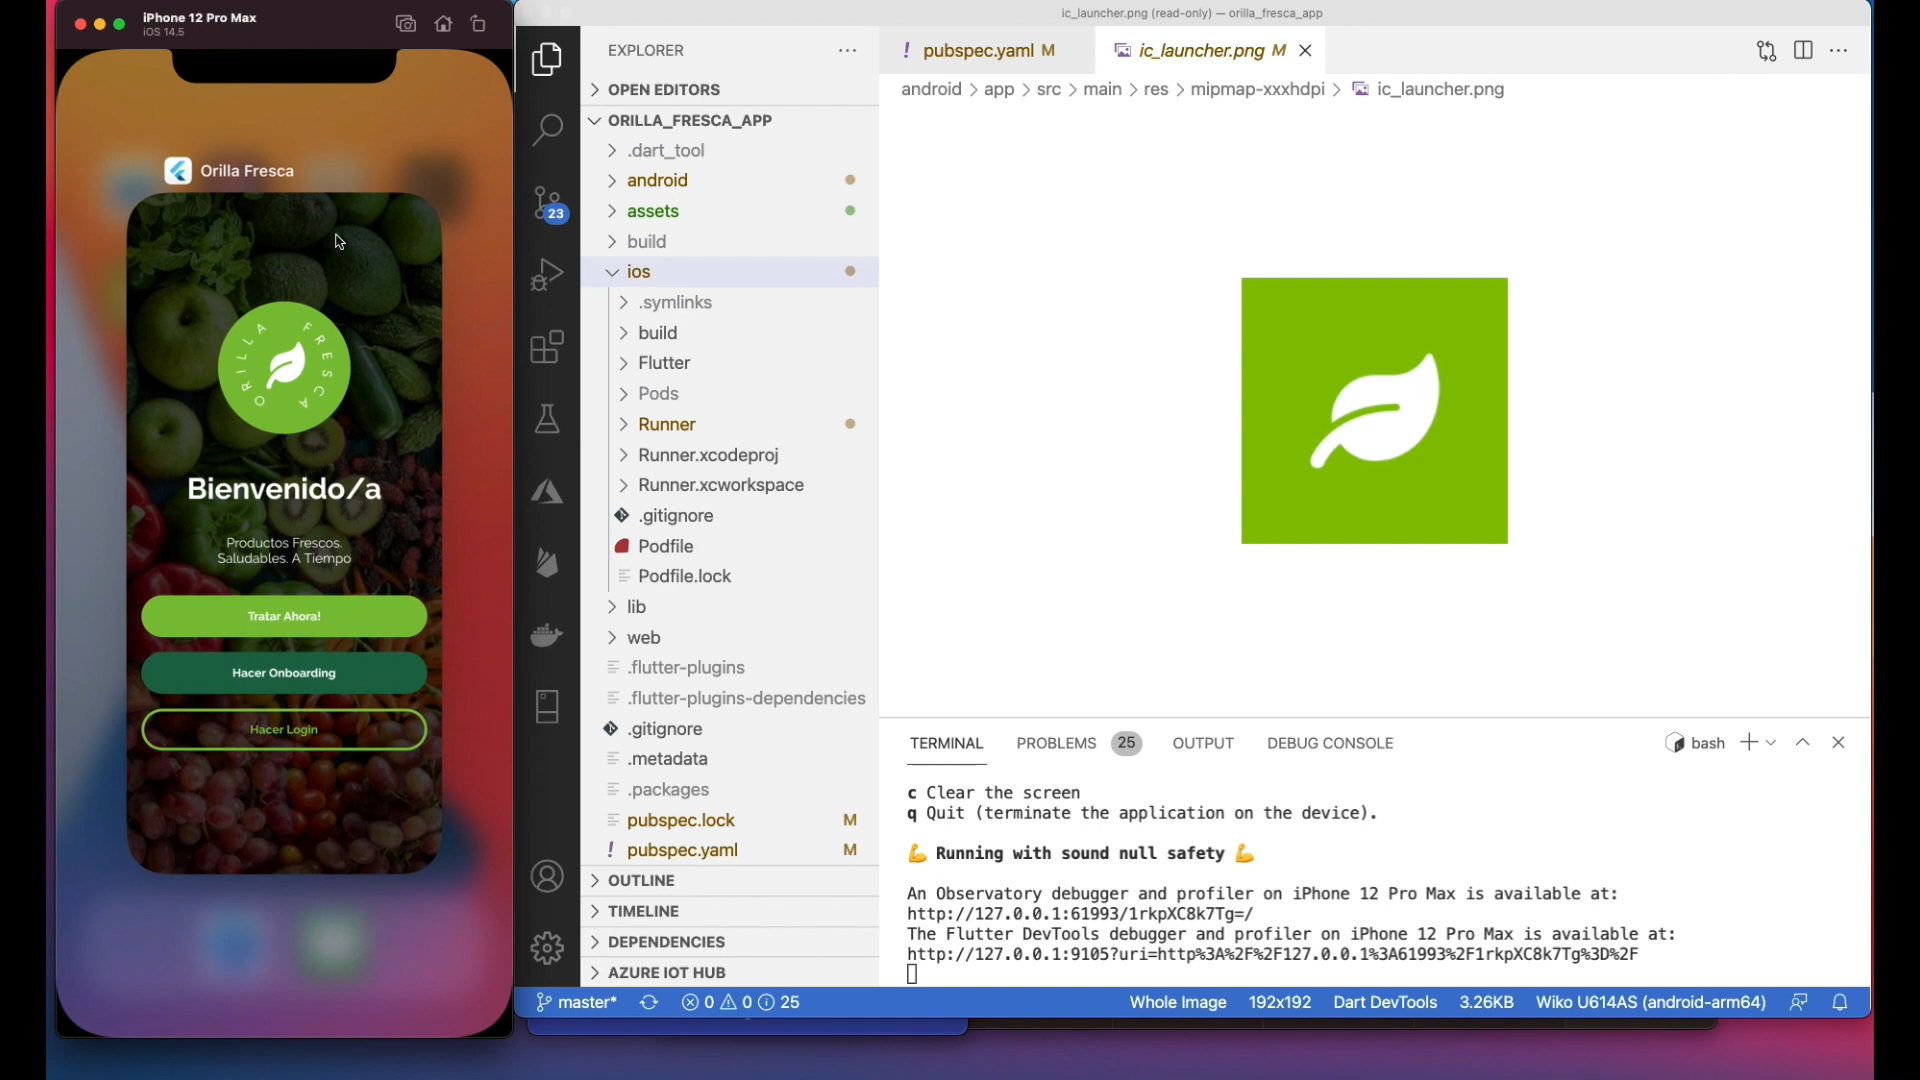 iPhone 12 Pro Max
iOS 14.5
Orilla Fresca
ORILLA FRESCA
Bienvenido/a
Productos Frescos.
Saludables. A Tiempo
Tratar Ahora!
Hacer Onboarding
Hacer Login
ic_launcher.png (read-only) — orilla_fresca_app
23
EXPLORER
OPEN EDITORS
ORILLA_FRESCA_APP
.dart_tool
android
assets
build
ios
.symlinks
build
Flutter
Pods
Runner
Runner.xcodeproj
Runner.xcworkspace
.gitignore
Podfile
Podfile.lock
lib
web
.flutter-plugins
.flutter-plugins-dependencies
.gitignore
.metadata
.packages
pubspec.lock M
! pubspec.yaml M
OUTLINE
TIMELINE
DEPENDENCIES
AZURE IOT HUB
! pubspec.yaml M ic_launcher.png M
android > app > src > main > res > mipmap-xxxhdpi > ic_launcher.png
TERMINAL PROBLEMS 25 OUTPUT DEBUG CONSOLE bash
c Clear the screen
q Quit (terminate the application on the device).
💪 Running with sound null safety 💪
An Observatory debugger and profiler on iPhone 12 Pro Max is available at:
http://127.0.0.1:61993/1rkpXC8k7Tg=/
The Flutter DevTools debugger and profiler on iPhone 12 Pro Max is available at:
http://127.0.0.1:9105?uri=http%3A%2F%2F127.0.0.1%3A61993%2F1rkpXC8k7Tg%3D%2F
master* 0 0 25 Whole Image 192x192 Dart DevTools 3.26KB Wiko U614AS (android-arm64)